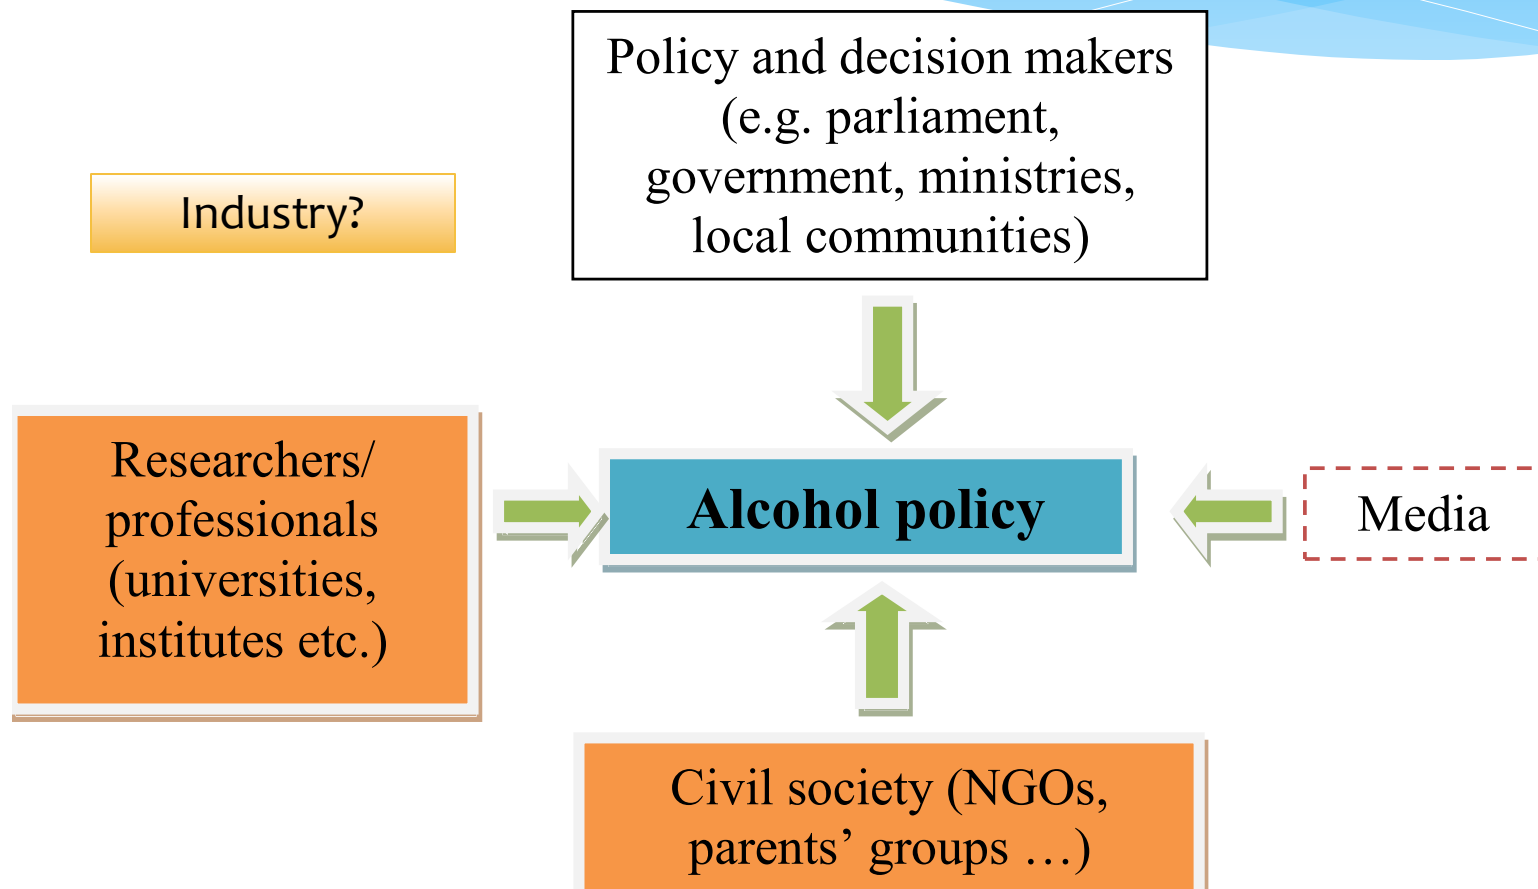 Policy and decision makers
(e.g. parliament,
government, ministries,
local communities)
Industry?
Researchers/
professionals
(universities,
institutes etc.)
Alcohol policy
Media
Civil society (NGOs,
parents’ groups …)